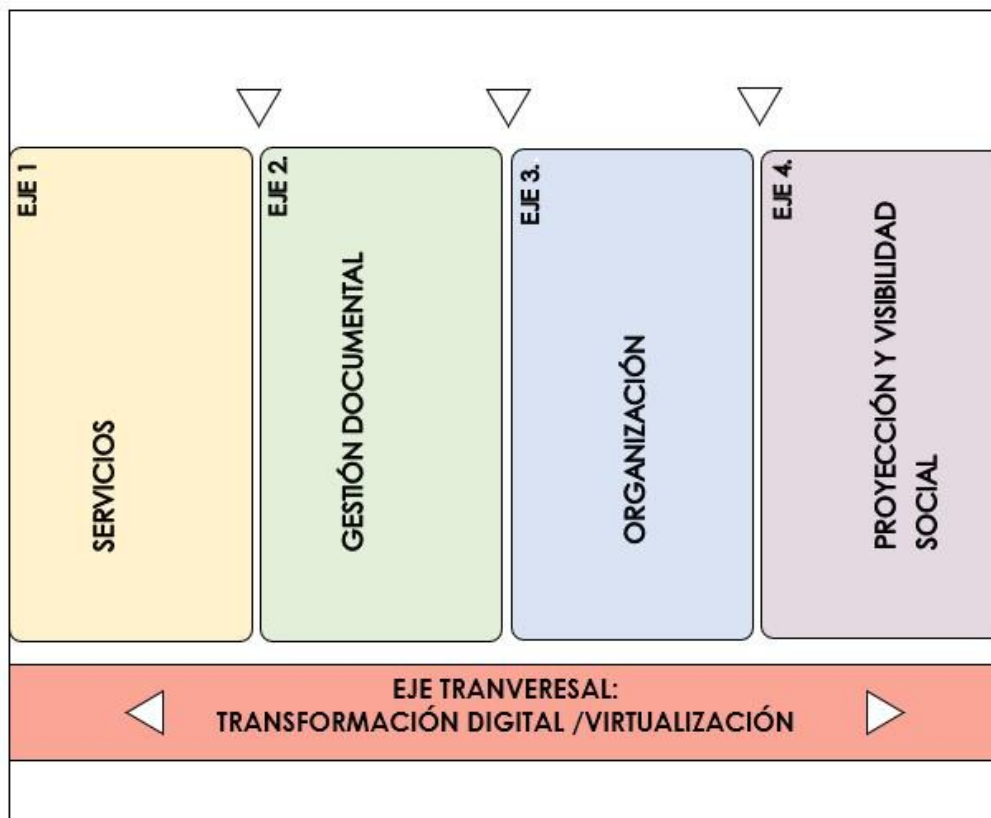 EJE 1
SERVICIOS
EJE 2.
GESTIÓN DOCUMENTAL
EJE 3.
ORGANIZACIÓN
EJE 4.
PROYECCIÓN Y VISIBILIDAD
SOCIAL
EJE TRANVERESAL:
TRANSFORMACIÓN DIGITAL /VIRTUALIZACIÓN